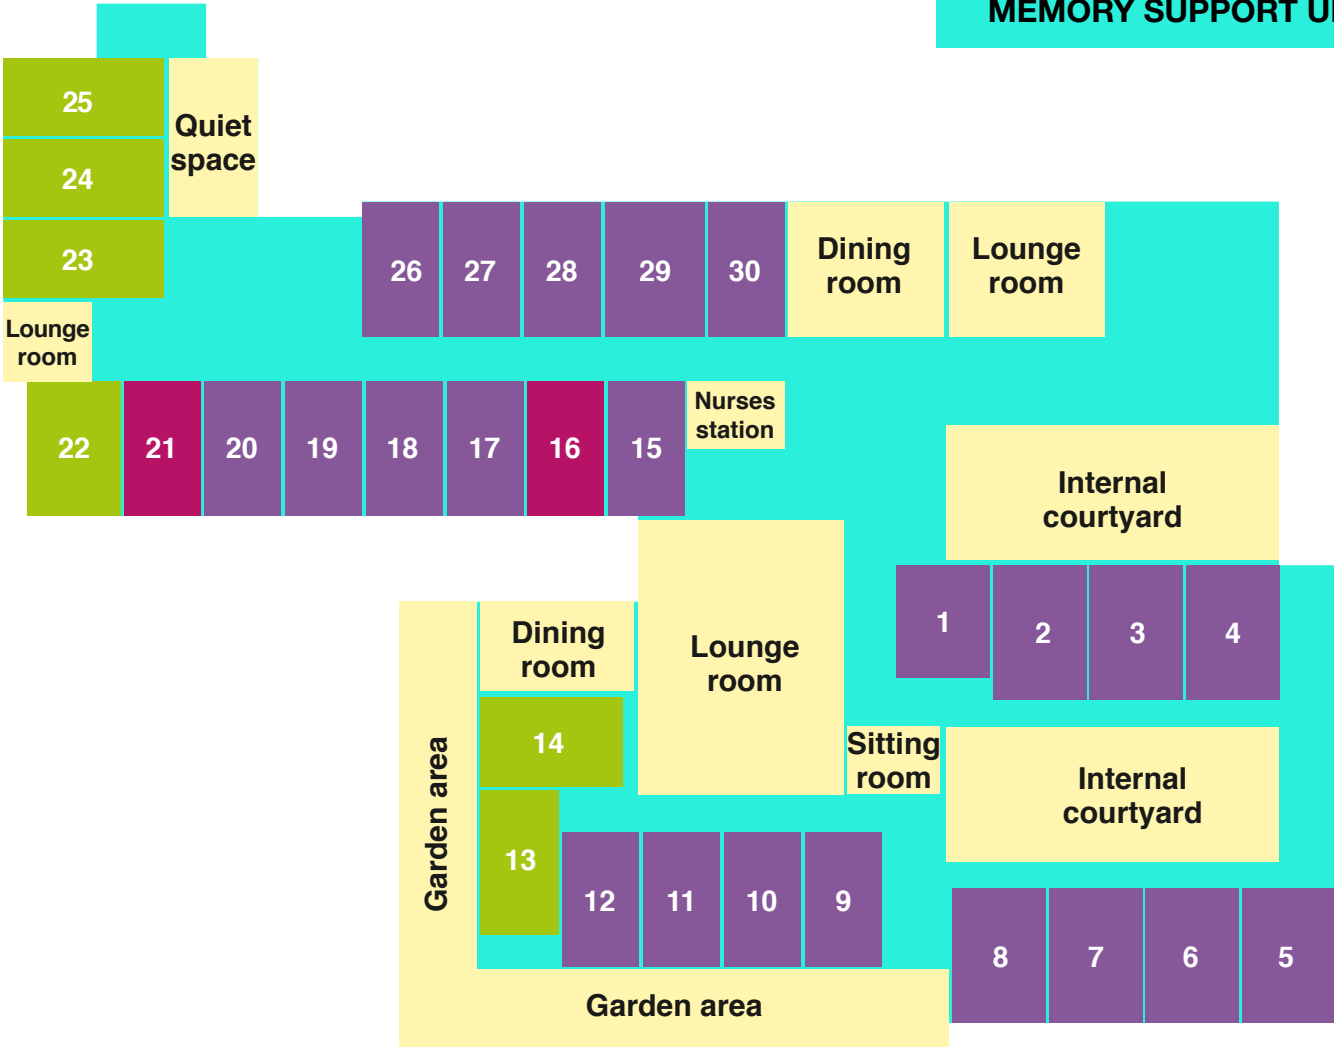 MEMORY SUPPORT
25
Quiet
space
24
23
26
27
28
29
30
Dining
room
Lounge
room
Lounge
room
22
21
20
19
18
17
16
15
Nurses
station
Internal
courtyard
1
2
3
4
Dining
room
Lounge
room
14
Sitting
room
Internal
courtyard
Garden area
13
12
11
10
9
8
7
6
5
Garden area